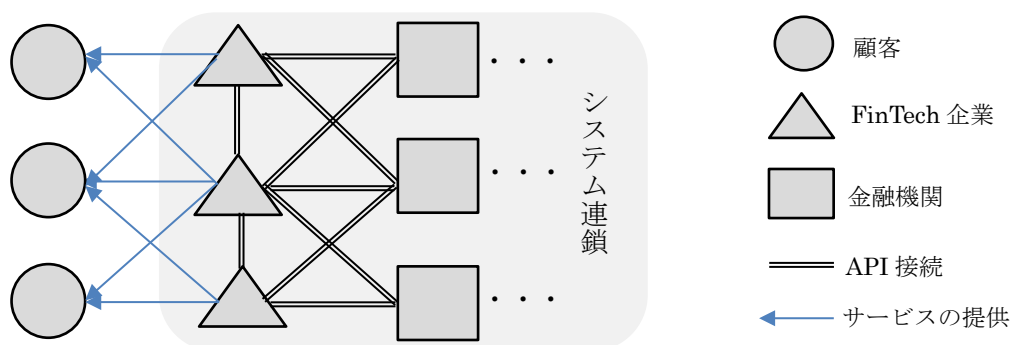 ・・・
・・・
・・・
システム連鎖
顧客
FinTech 企業
金融機関
API 接続
サービスの提供